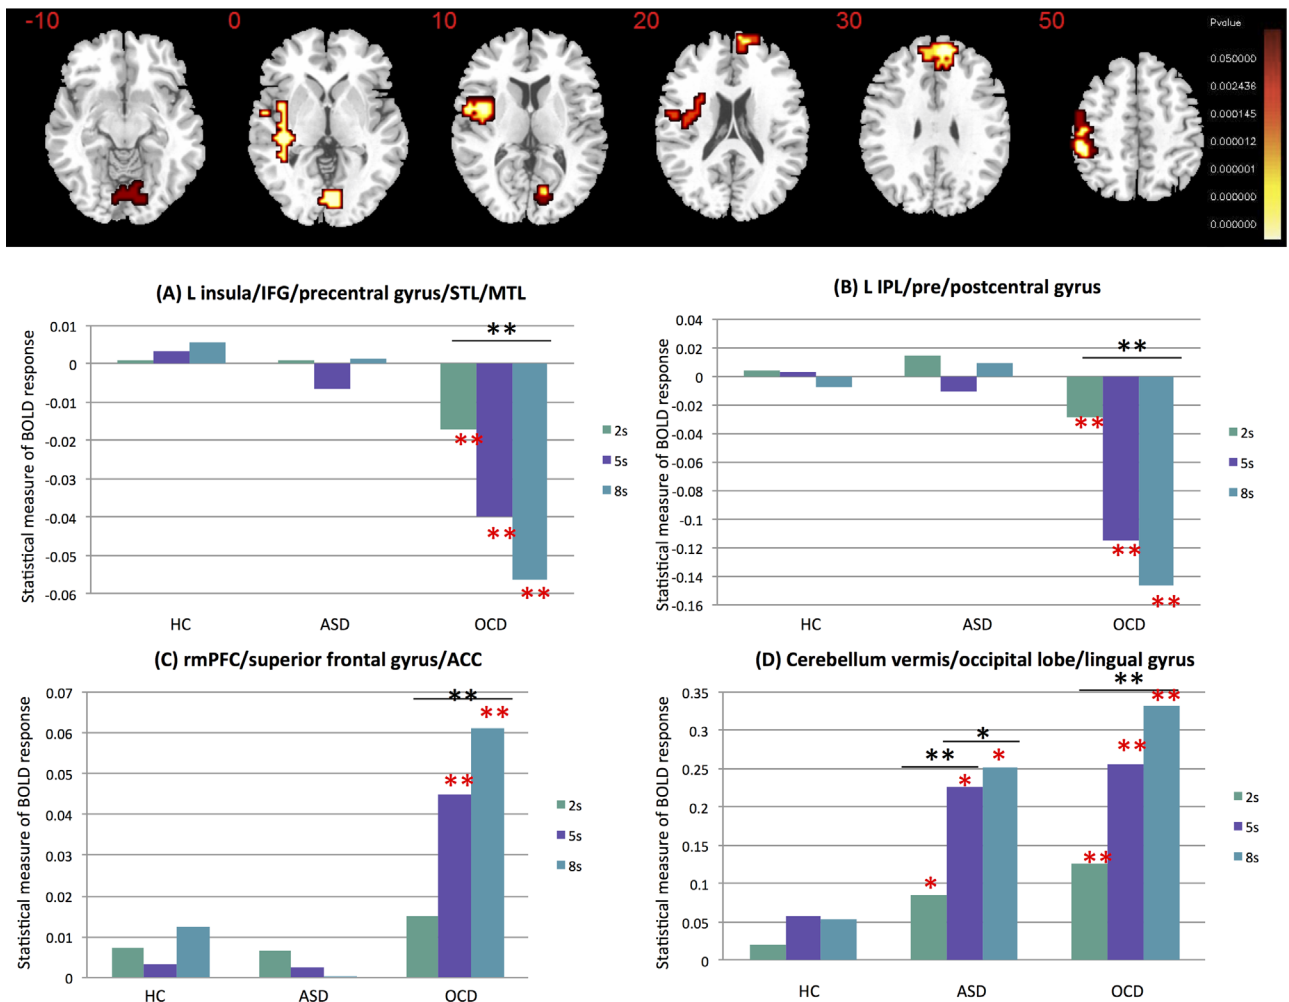 -10 0 10 20 30 50
Pvalue
0.050000
0.002436
0.000145
0.000012
0.000001
0.000000
0.000000
(A) L insula/IFG/precentral gyrus/STL/MTL
Statistical measure of BOLD response
0.01
0
-0.01
-0.02
-0.03
-0.04
-0.05
-0.06
**
**
**
**
HC ASD OCD
2s
5s
8s
(B) L IPL/pre/postcentral gyrus
Statistical measure of BOLD response
0.04
0.02
0
-0.02
-0.04
-0.06
-0.08
-0.1
-0.12
-0.14
-0.16
**
**
**
**
HC ASD OCD
2s
5s
8s
(C) rmPFC/superior frontal gyrus/ACC
Statistical measure of BOLD response
0.07
0.06
0.05
0.04
0.03
0.02
0.01
0
**
**
**
HC ASD OCD
2s
5s
8s
(D) Cerebellum vermis/occipital lobe/lingual gyrus
Statistical measure of BOLD response
0.35
0.3
0.25
0.2
0.15
0.1
0.05
0
**
**
*
** *
**
*
*
**
HC ASD OCD
2s
5s
8s